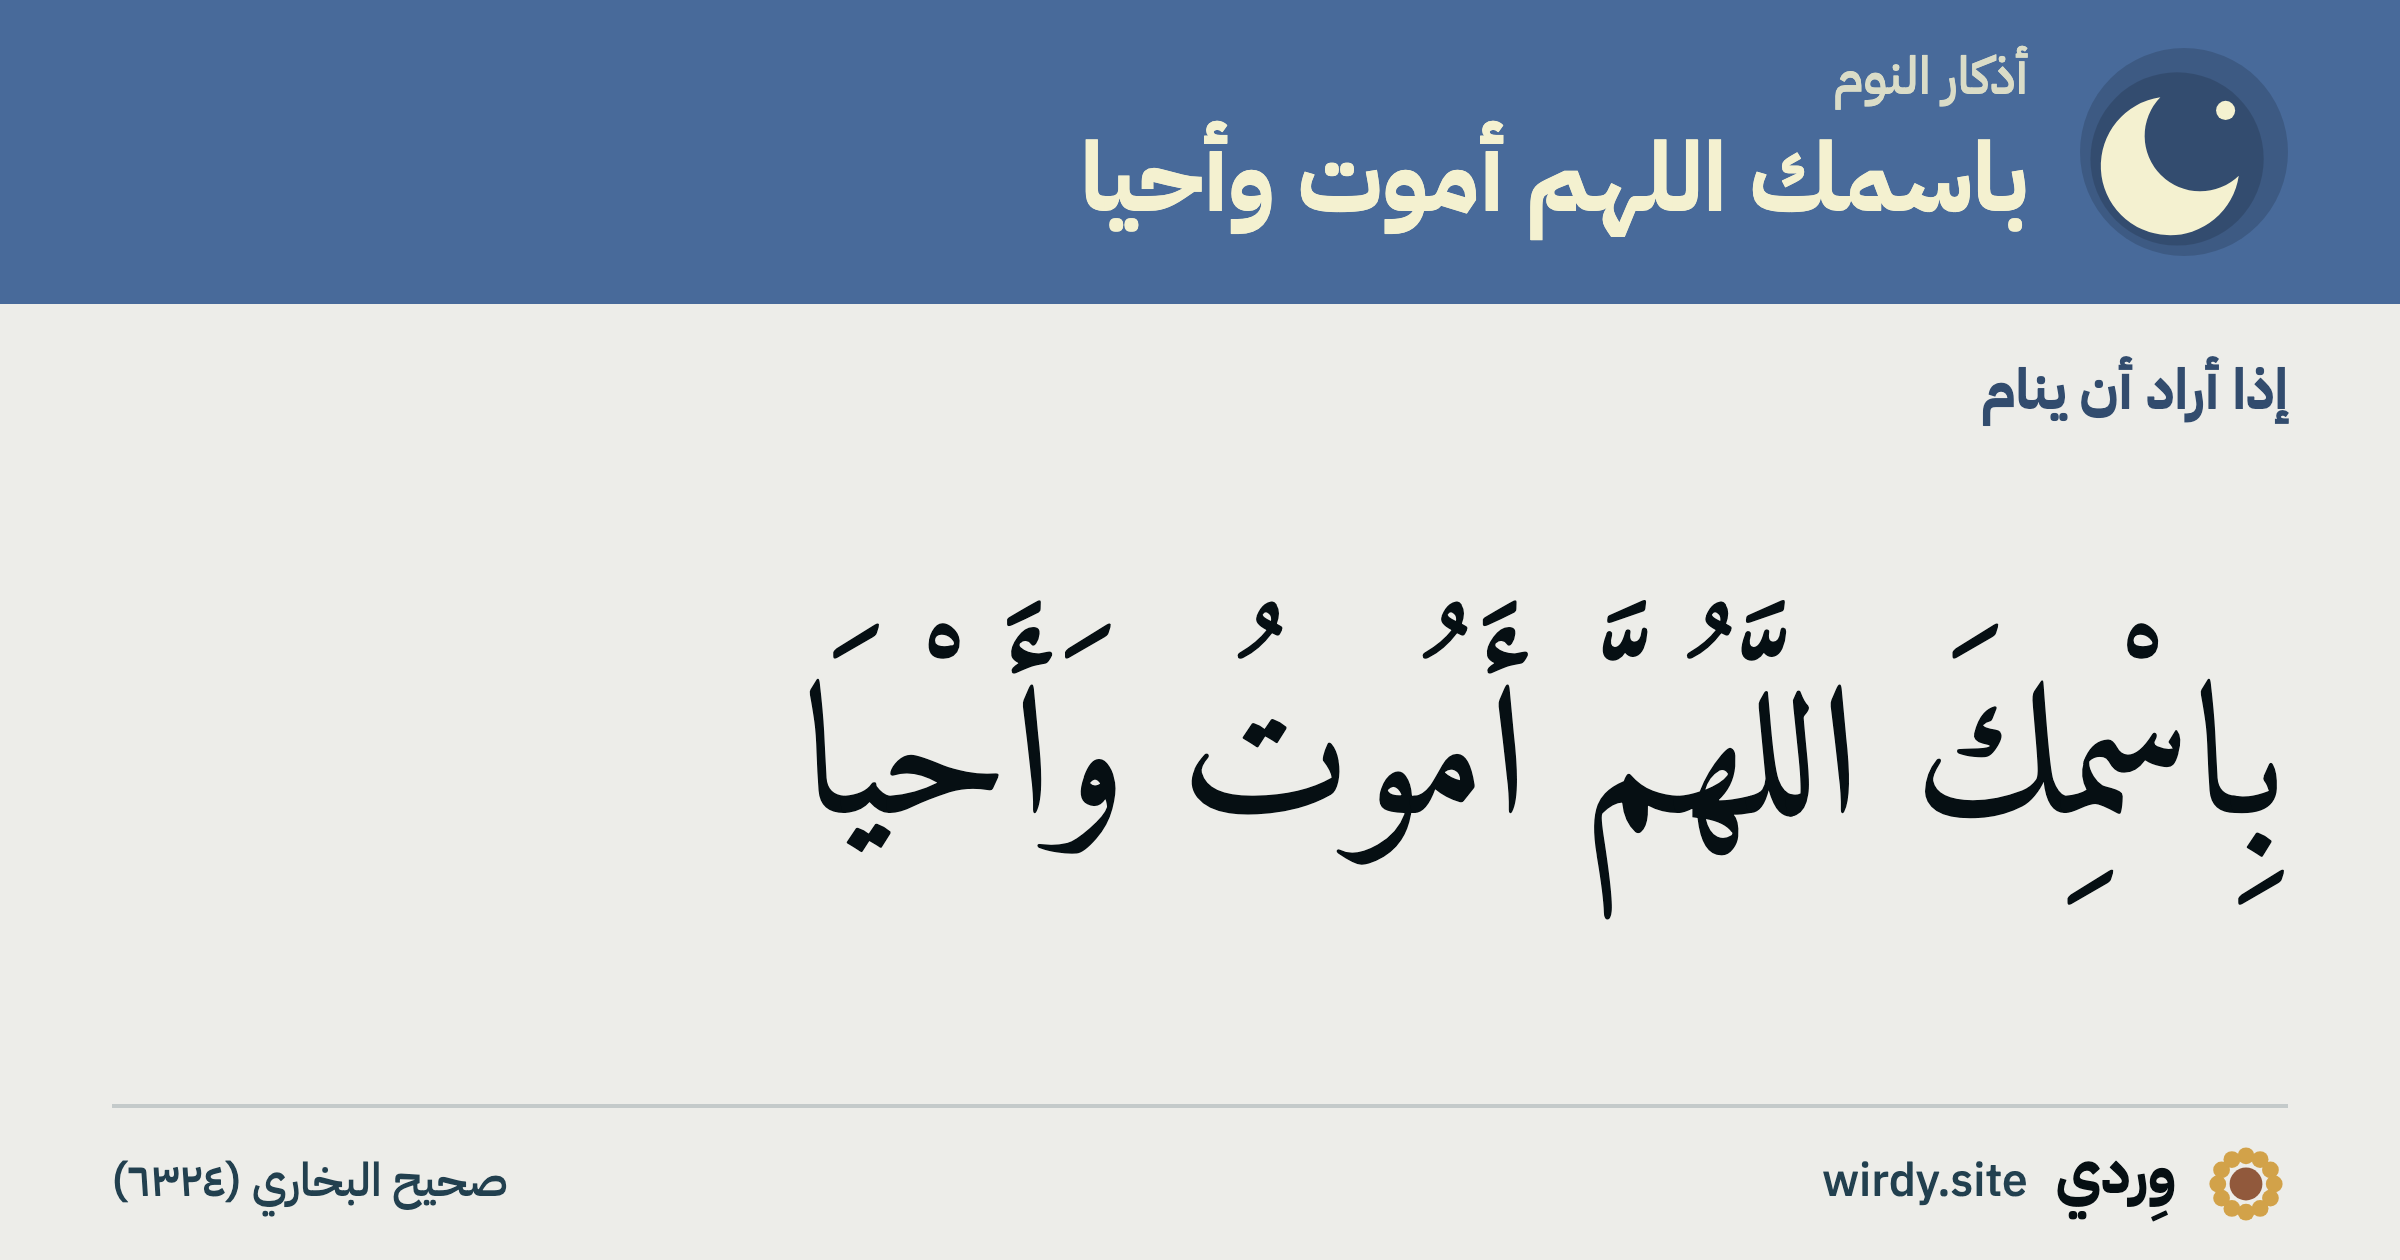 أذكار النوم
باسمك اللهم أموت وأحيا
إذا أراد أن ينام
بِاسْمِكَ اللَّهُمَّ أَمُوتُ وَأَحْيَا
وِردي wirdy.site
صحيح البخاري (٦٣٢٤)